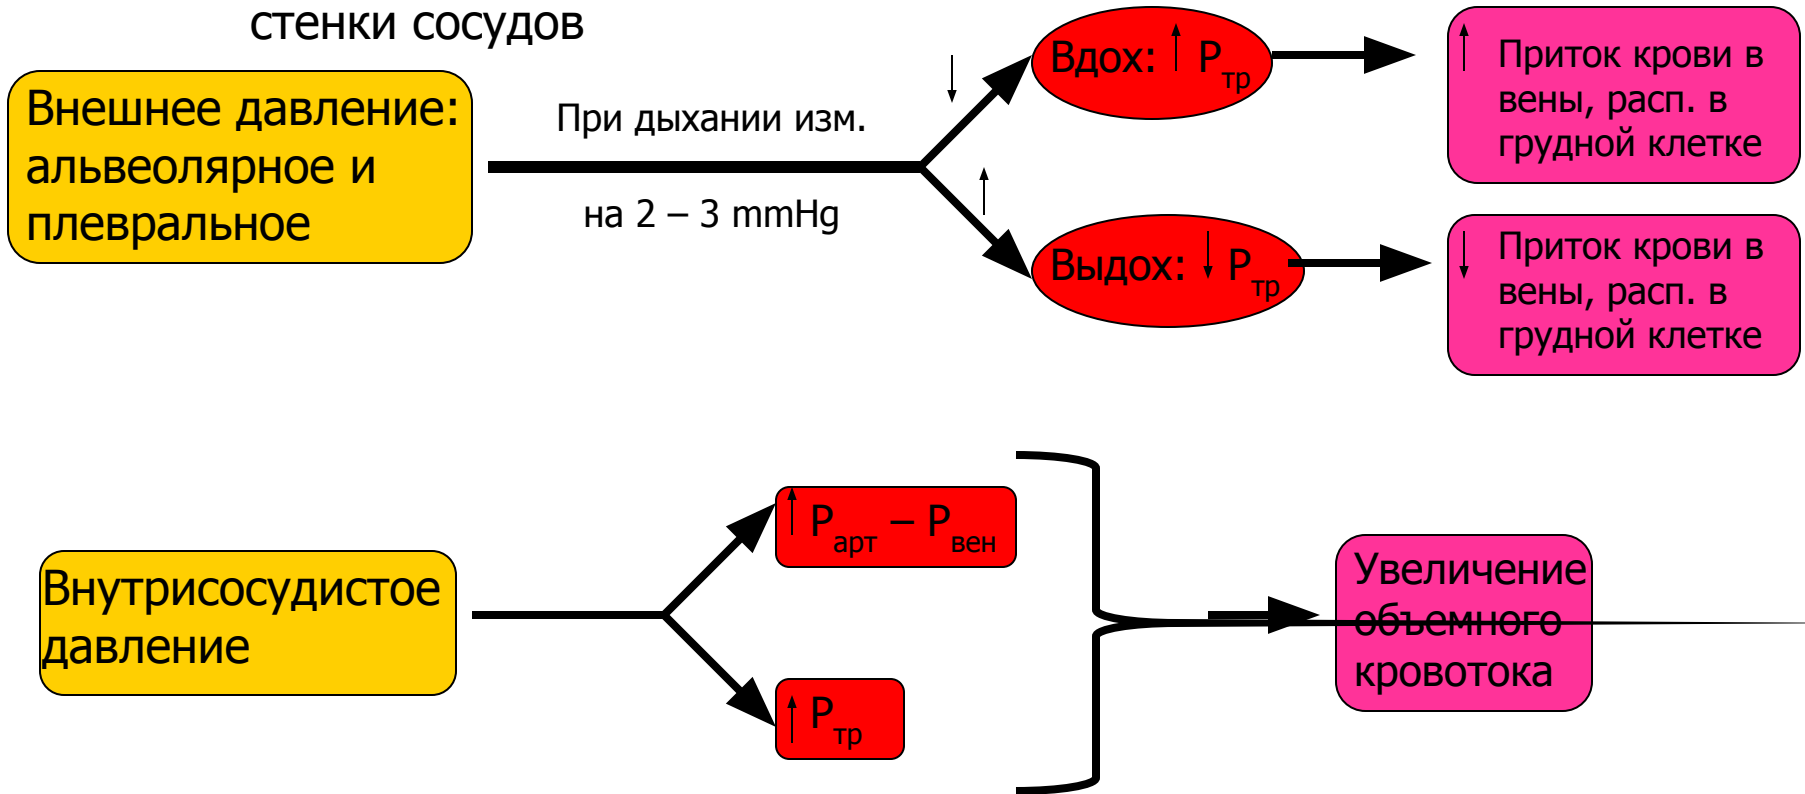 стенки сосудов
Внешнее давление:
альвеолярное и
плевральное
При дыхании изм.
на 2 – 3 mmHg
↓
↑
Вдох: ↑ Pтр
↑ Приток крови в
вены, расп. в
грудной клетке
Выдох: ↓ Pтр
↓ Приток крови в
вены, расп. в
грудной клетке
Внутрисосудистое
давление
↑ Pарт – Pвен
↑ Pтр
Увеличение
объемного
кровотока